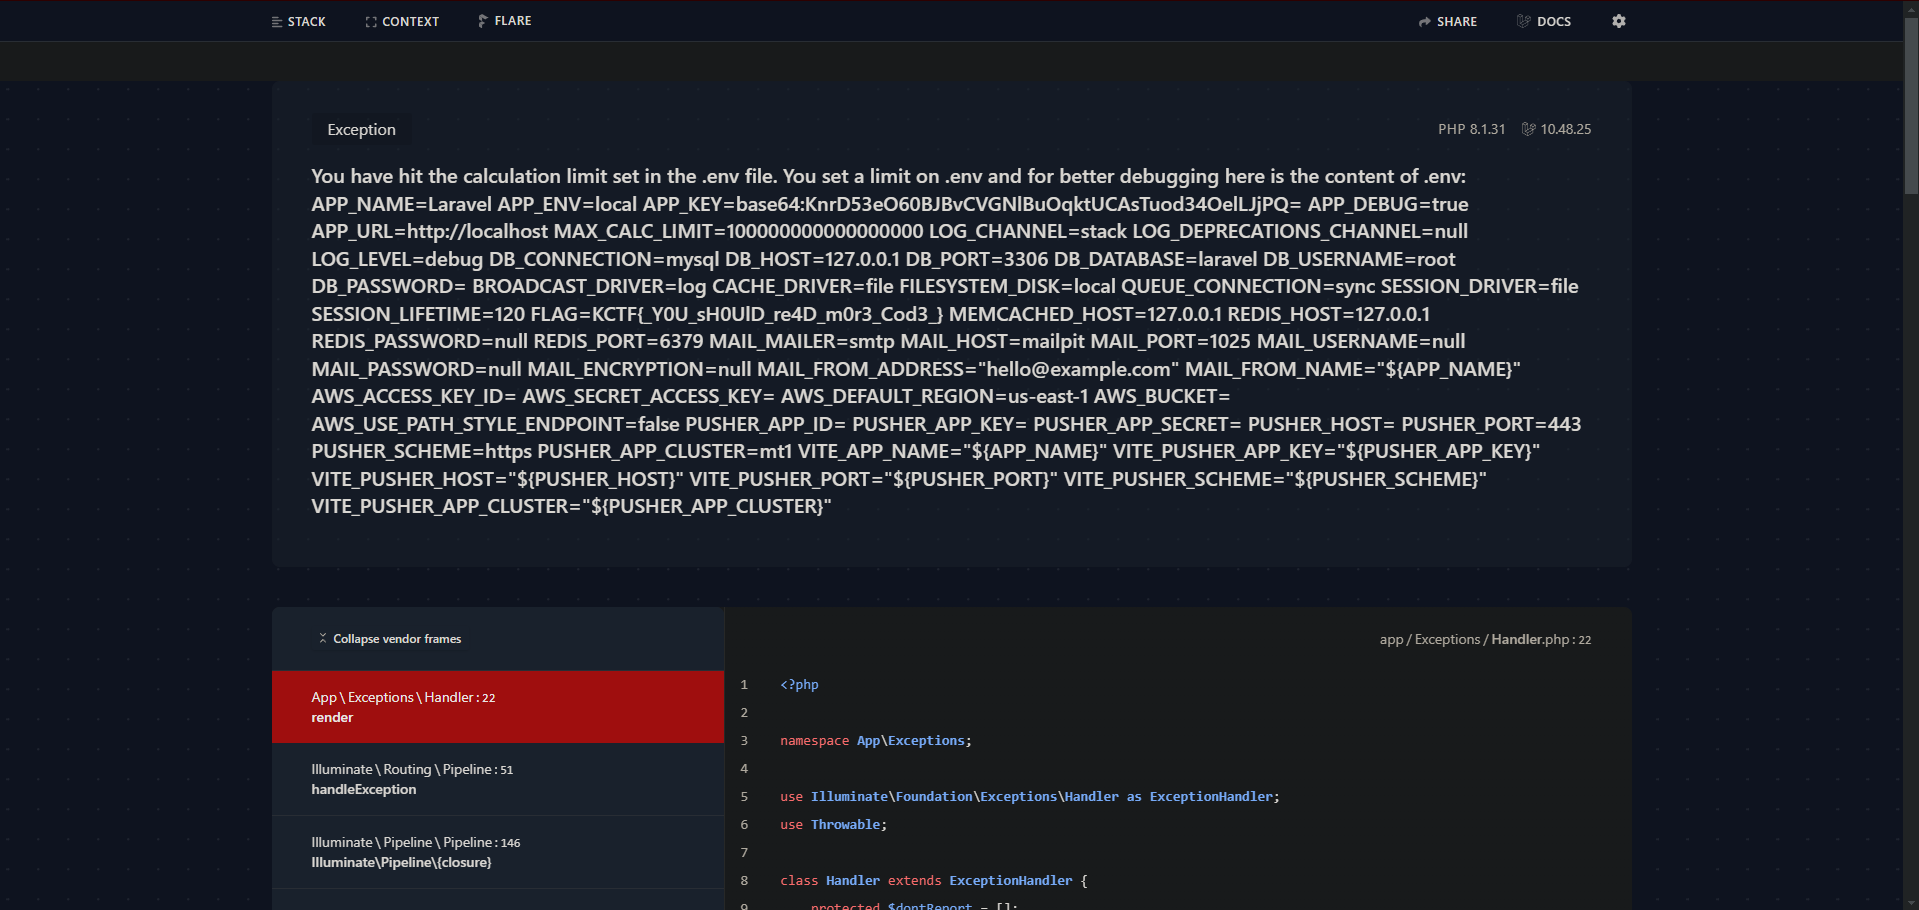 STACK CONTEXT FLARE SHARE DOCS
Exception PHP 8.1.31 10.48.25
You have hit the calculation limit set in the .env file. You set a limit on .env and for better debugging here is the content of .env:
APP_NAME=Laravel APP_ENV=local APP_KEY=base64:KnrD53eO60BJBvCVGNlBuOqktUCAsTuod34OelLJjPQ= APP_DEBUG=true
APP_URL=http://localhost MAX_CALC_LIMIT=100000000000000000 LOG_CHANNEL=stack LOG_DEPRECATIONS_CHANNEL=null
LOG_LEVEL=debug DB_CONNECTION=mysql DB_HOST=127.0.0.1 DB_PORT=3306 DB_DATABASE=laravel DB_USERNAME=root
DB_PASSWORD= BROADCAST_DRIVER=log CACHE_DRIVER=file FILESYSTEM_DISK=local QUEUE_CONNECTION=sync SESSION_DRIVER=file
SESSION_LIFETIME=120 FLAG=KCTF{_Y0U_sH0UlD_re4D_m0r3_Cod3_} MEMCACHED_HOST=127.0.0.1 REDIS_HOST=127.0.0.1
REDIS_PASSWORD=null REDIS_PORT=6379 MAIL_MAILER=smtp MAIL_HOST=mailpit MAIL_PORT=1025 MAIL_USERNAME=null
MAIL_PASSWORD=null MAIL_ENCRYPTION=null MAIL_FROM_ADDRESS="hello@example.com" MAIL_FROM_NAME="${APP_NAME}"
AWS_ACCESS_KEY_ID= AWS_SECRET_ACCESS_KEY= AWS_DEFAULT_REGION=us-east-1 AWS_BUCKET=
AWS_USE_PATH_STYLE_ENDPOINT=false PUSHER_APP_ID= PUSHER_APP_KEY= PUSHER_APP_SECRET= PUSHER_HOST= PUSHER_PORT=443
PUSHER_SCHEME=https PUSHER_APP_CLUSTER=mt1 VITE_APP_NAME="${APP_NAME}" VITE_PUSHER_APP_KEY="${PUSHER_APP_KEY}"
VITE_PUSHER_HOST="${PUSHER_HOST}" VITE_PUSHER_PORT="${PUSHER_PORT}" VITE_PUSHER_SCHEME="${PUSHER_SCHEME}"
VITE_PUSHER_APP_CLUSTER="${PUSHER_APP_CLUSTER}"
Collapse vendor frames
App \ Exceptions \ Handler : 22
render
Illuminate \ Routing \ Pipeline : 51
handleException
Illuminate \ Pipeline \ Pipeline : 146
Illuminate\Pipeline\{closure}
app / Exceptions / Handler.php : 22
1 <?php
2
3 namespace App\Exceptions;
4
5 use Illuminate\Foundation\Exceptions\Handler as ExceptionHandler;
6 use Throwable;
7
8 class Handler extends ExceptionHandler {
9 protected $dontReport = [];